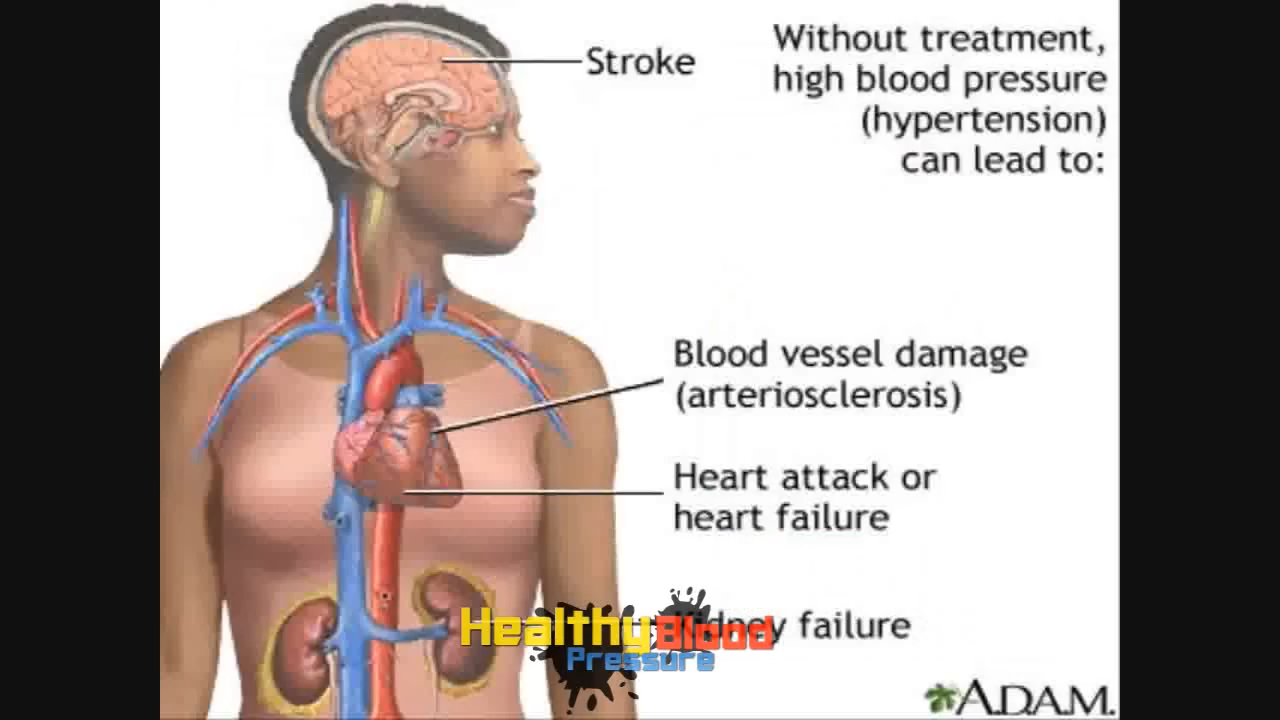 Stroke
Without treatment,
high blood pressure
(hypertension)
can lead to:
Blood vessel damage
(arteriosclerosis)
Heart attack or
heart failure
Kidney failure
Healthy Blood
Pressure
A.D.A.M.